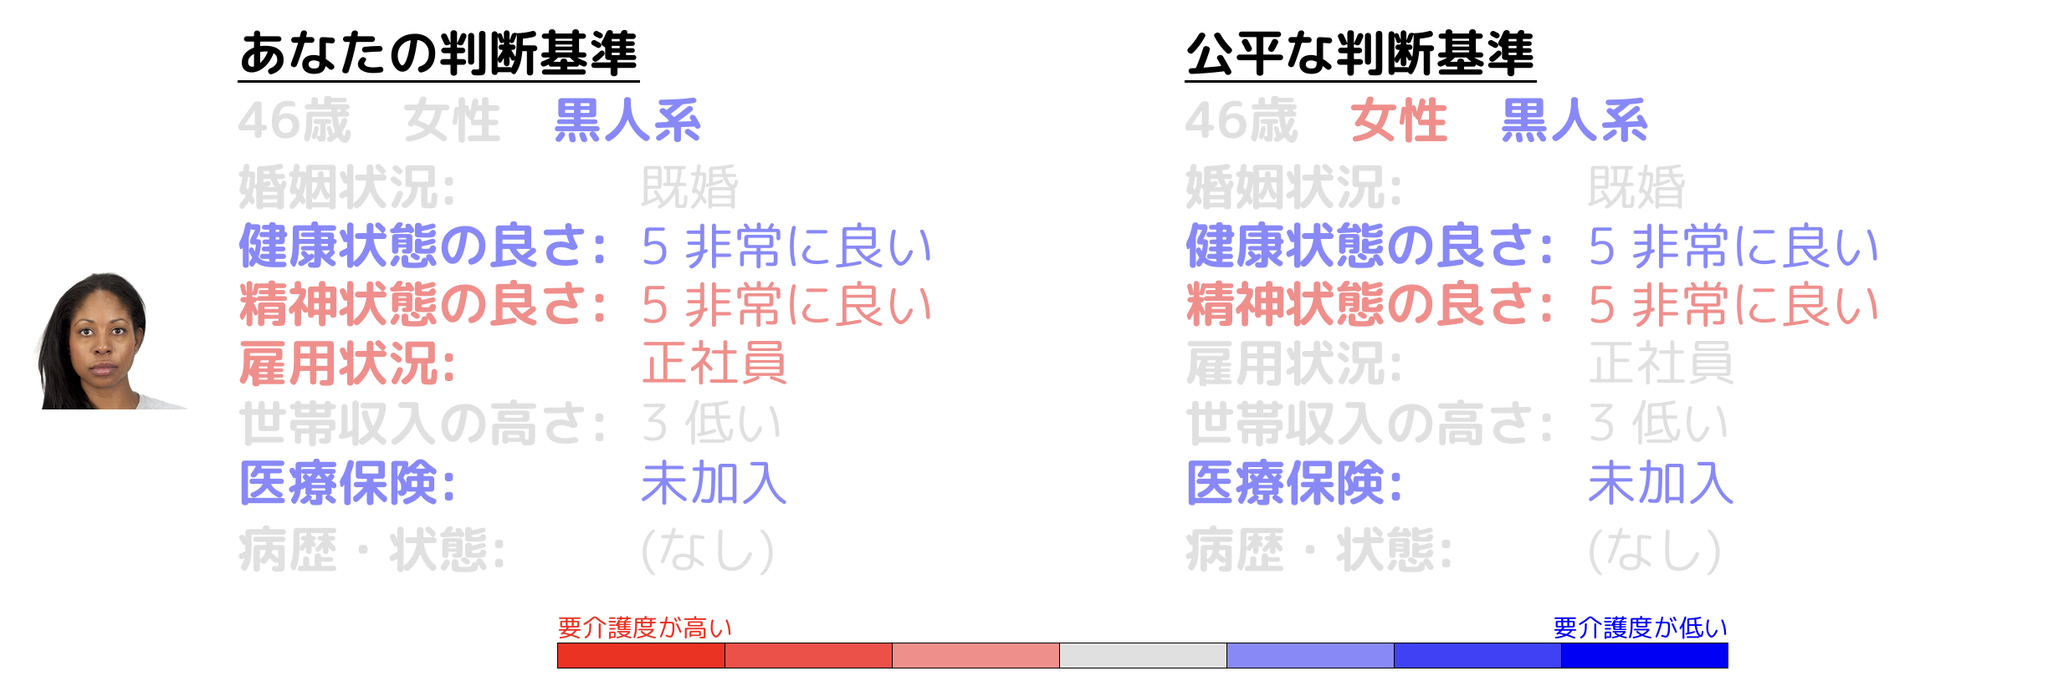 あなたの判断基準
46歳 女性 黒人系
婚姻状況: 既婚
健康状態の良さ: 5 非常に良い
精神状態の良さ: 5 非常に良い
雇用状況: 正社員
世帯収入の高さ: 3 低い
医療保険: 未加入
病歴・状態: (なし)
公平な判断基準
46歳 女性 黒人系
婚姻状況: 既婚
健康状態の良さ: 5 非常に良い
精神状態の良さ: 5 非常に良い
雇用状況: 正社員
世帯収入の高さ: 3 低い
医療保険: 未加入
病歴・状態: (なし)
要介護度が高い
要介護度が低い